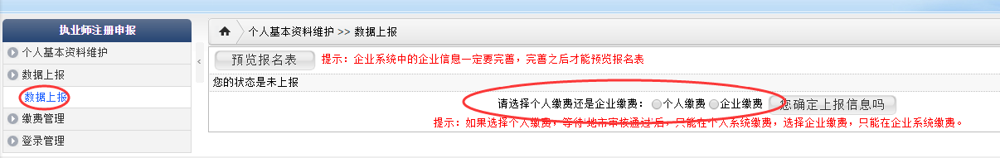 执业师注册申报
个人基本资料维护
数据上报
数据上报
缴费管理
登录管理
个人基本资料维护 >> 数据上报
预览报名表 提示：企业系统中的企业信息一定要完善，完善之后才能预览报名表
您的状态是未上报
请选择个人缴费还是企业缴费： 个人缴费 企业缴费 您确定上报信息吗
提示：如果选择个人缴费，等待'地市审核通过'后，只能在个人系统缴费，选择企业缴费，只能在企业系统缴费。